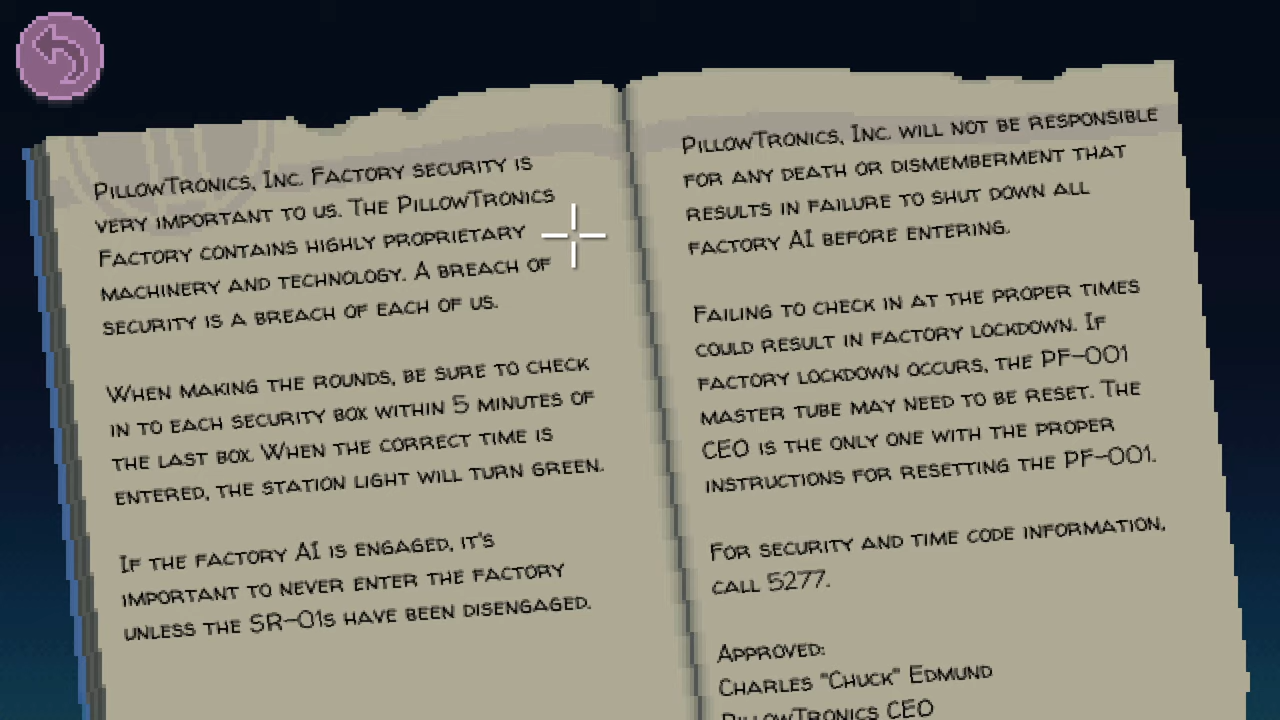 PillowTronics, Inc. Factory security is
very important to us. The PillowTronics
Factory contains highly proprietary
machinery and technology. A breach of
security is a breach of each of us.
When making the rounds, be sure to check
in to each security box within 5 minutes of
the last box. When the correct time is
entered, the station light will turn green.
If the factory AI is engaged, it's
important to never enter the factory
unless the SR-01s have been disengaged.
PillowTronics, Inc. will not be responsible
for any death or dismemberment that
results in failure to shut down all
factory AI before entering.
Failing to check in at the proper times
could result in factory lockdown. If
factory lockdown occurs, the PF-001
master tube may need to be reset. The
CEO is the only one with the proper
instructions for resetting the PF-001.
For security and time code information,
call 5277.
Approved:
Charles "Chuck" Edmund
PillowTronics CEO